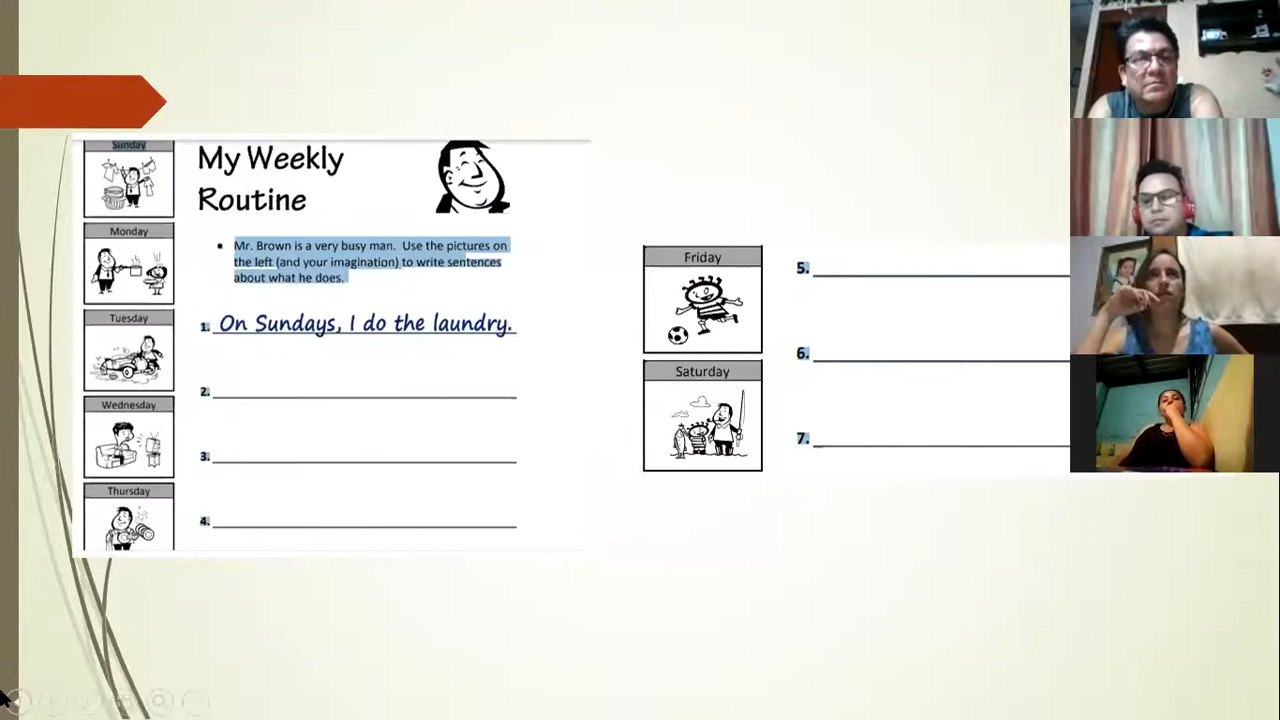 Sunday
My Weekly
Routine
• Mr. Brown is a very busy man. Use the pictures on
the left (and your imagination) to write sentences
about what he does.
Monday
Tuesday
Wednesday
Thursday
1. On Sundays, I do the laundry.
2.
3.
4.
Friday
Saturday
5.
6.
7.